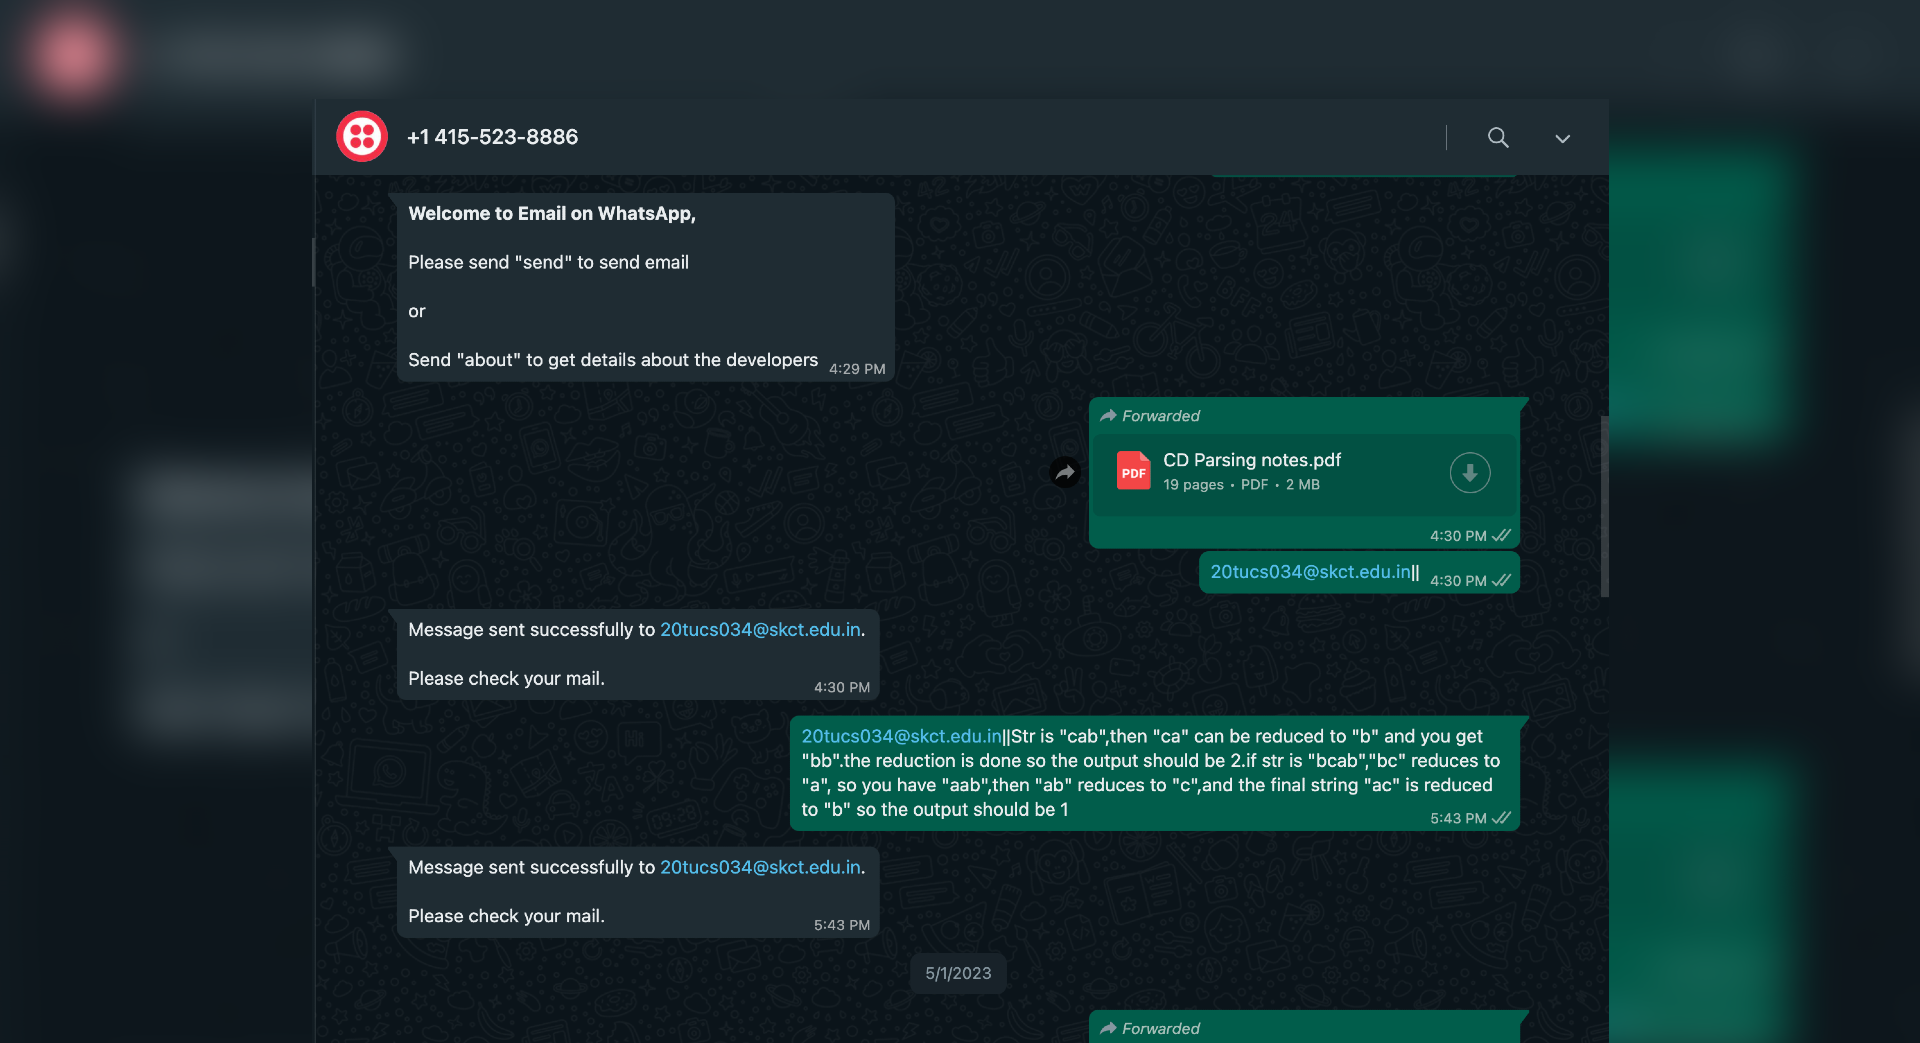 +1 415-523-8886
Welcome to Email on WhatsApp,
Please send "send" to send email
or
Send "about" to get details about the developers
4:29 PM
Forwarded
PDF
CD Parsing notes.pdf
19 pages • PDF • 2 MB
4:30 PM
20tucs034@skct.edu.in||
4:30 PM
Message sent successfully to 20tucs034@skct.edu.in.
Please check your mail.
4:30 PM
20tucs034@skct.edu.in||Str is "cab",then "ca" can be reduced to "b" and you get
"bb".the reduction is done so the output should be 2.if str is "bcab","bc" reduces to
"a", so you have "aab",then "ab" reduces to "c",and the final string "ac" is reduced
to "b" so the output should be 1
5:43 PM
Message sent successfully to 20tucs034@skct.edu.in.
Please check your mail.
5:43 PM
5/1/2023
Forwarded